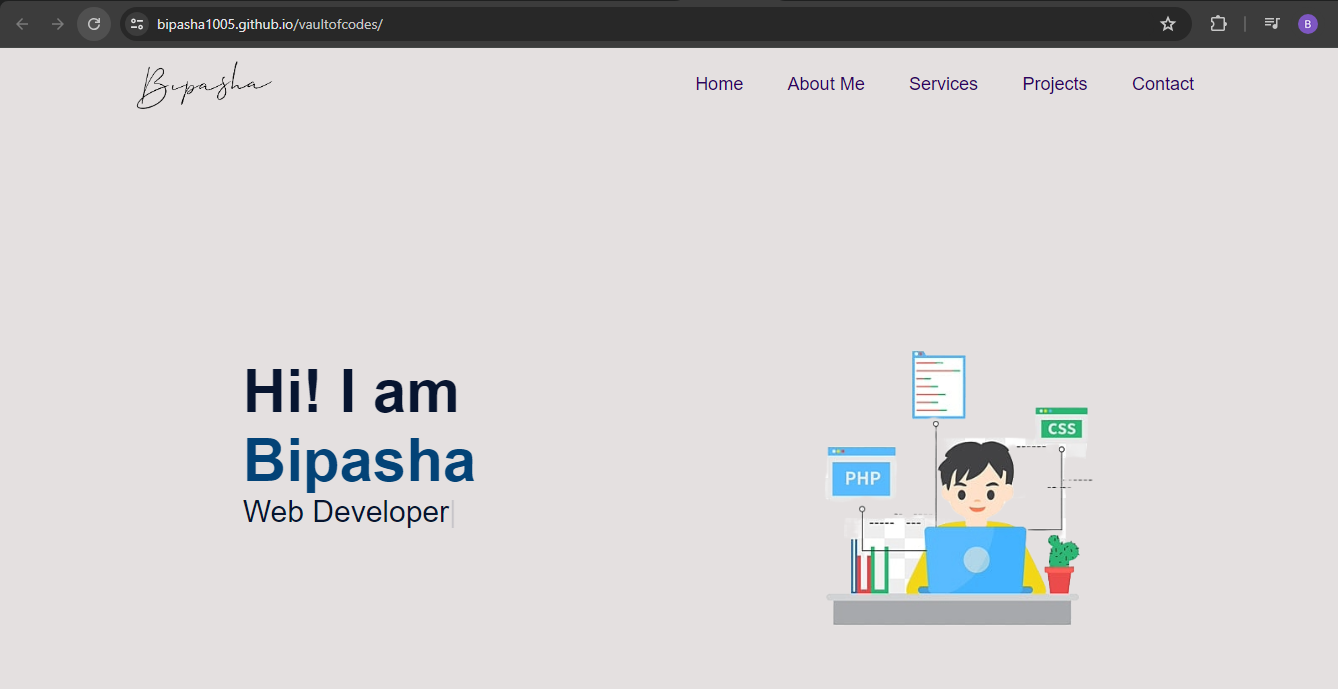 bipasha1005.github.io/vaultofcodes/
B
Bipasha
Home About Me Services Projects Contact
Hi! I am
Bipasha
Web Developer
CSS
PHP